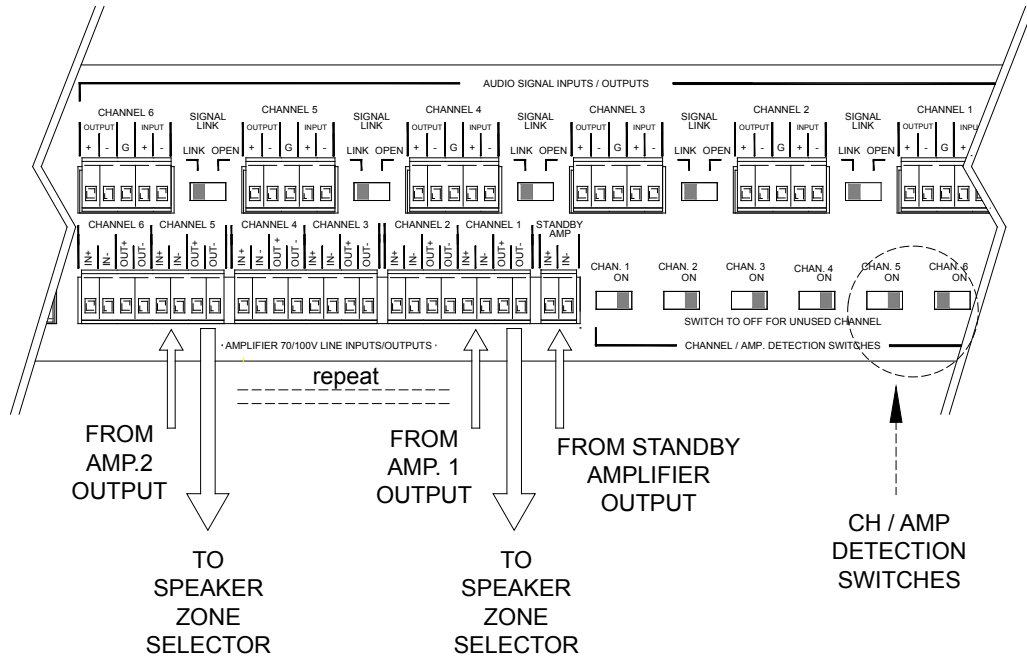 AUDIO SIGNAL INPUTS / OUTPUTS
CHANNEL 6 SIGNAL LINK CHANNEL 5 SIGNAL LINK CHANNEL 4 SIGNAL LINK CHANNEL 3 SIGNAL LINK CHANNEL 2 SIGNAL LINK CHANNEL 1
OUTPUT INPUT OUTPUT INPUT OUTPUT INPUT OUTPUT INPUT OUTPUT INPUT OUTPUT
+ - G + - LINK OPEN + - G + - LINK OPEN + - G + - LINK OPEN + - G + - LINK OPEN + - G + - LINK OPEN + - G +
CHANNEL 6 CHANNEL 5 CHANNEL 4 CHANNEL 3 CHANNEL 2 CHANNEL 1 STANDBY AMP
IN+ IN- OUT+ OUT- IN+ IN- OUT+ OUT- IN+ IN- OUT+ OUT- IN+ IN- OUT+ OUT- IN+ IN- OUT+ OUT- IN+ IN- OUT+ OUT- IN+ IN-
CHAN. 1 CHAN. 2 CHAN. 3 CHAN. 4 CHAN. 5 CHAN. 6
ON ON ON ON ON ON
SWITCH TO OFF FOR UNUSED CHANNEL
AMPLIFIER 70/100V LINE INPUTS/OUTPUTS
CHANNEL / AMP. DETECTION SWITCHES
repeat
FROM
AMP.2
OUTPUT
FROM
AMP. 1
OUTPUT
FROM STANDBY
AMPLIFIER
OUTPUT
TO
SPEAKER
ZONE
SELECTOR
TO
SPEAKER
ZONE
SELECTOR
CH / AMP
DETECTION
SWITCHES